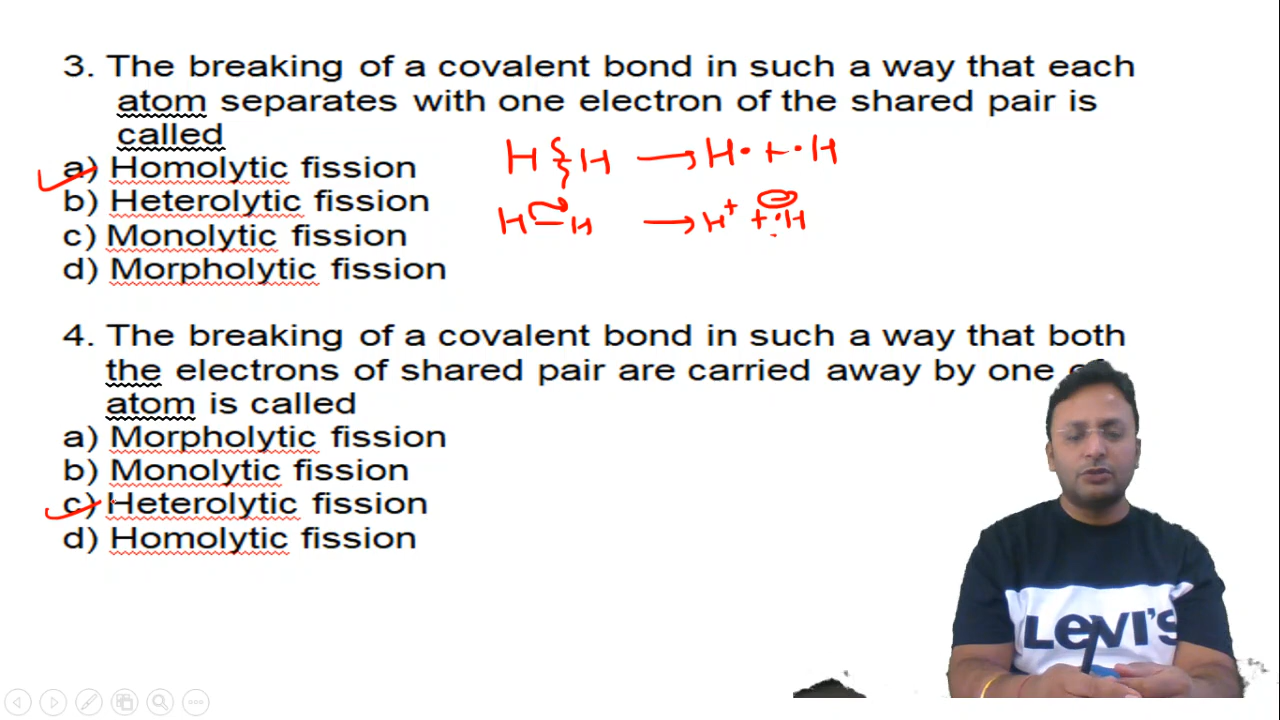 3. The breaking of a covalent bond in such a way that each
atom separates with one electron of the shared pair is
called
a) Homolytic fission
b) Heterolytic fission
c) Monolytic fission
d) Morpholytic fission
H H → H• + •H
H — H → H+ + :H
4. The breaking of a covalent bond in such a way that both
the electrons of shared pair are carried away by one
atom is called
a) Morpholytic fission
b) Monolytic fission
c) Heterolytic fission
d) Homolytic fission
LEVI'S